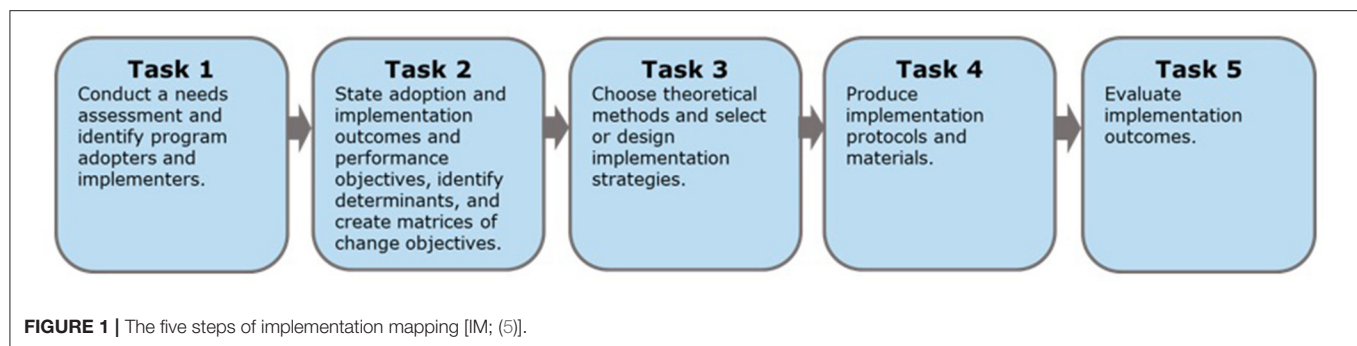 Task 1
Conduct a needs
assessment and
identify program
adopters and
implementers.
Task 2
State adoption and
implementation
outcomes and
performance
objectives, identify
determinants, and
create matrices of
change objectives.
Task 3
Choose theoretical
methods and select
or design
implementation
strategies.
Task 4
Produce
implementation
protocols and
materials.
Task 5
Evaluate
implementation
outcomes.
FIGURE 1 | The five steps of implementation mapping [IM; (5)].